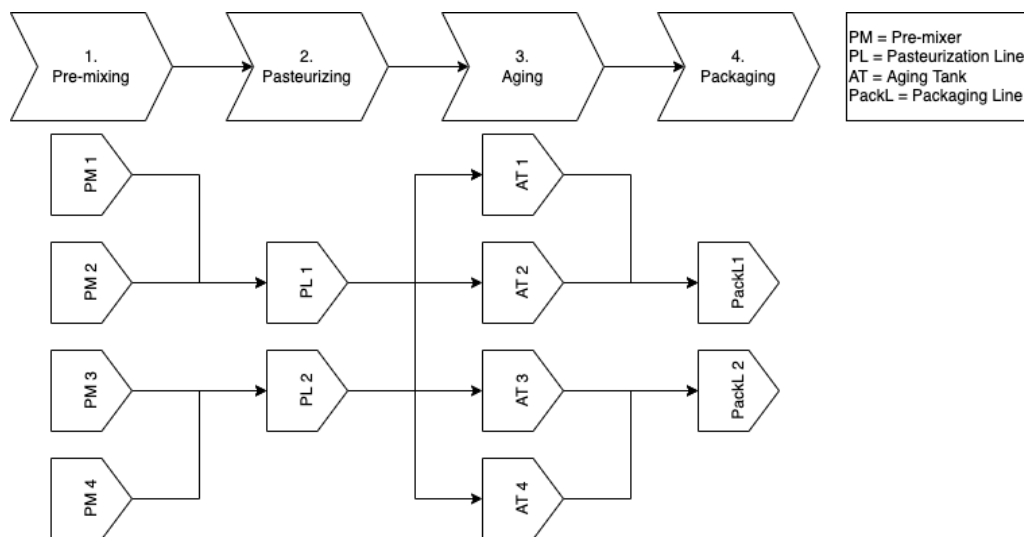 1.
Pre-mixing
2.
Pasteurizing
3.
Aging
4.
Packaging
PM = Pre-mixer
PL = Pasteurization Line
AT = Aging Tank
PackL = Packaging Line
PM 1
AT 1
PM 2
PL 1
AT 2
PackL1
PM 3
PL 2
AT 3
PackL 2
PM 4
AT 4